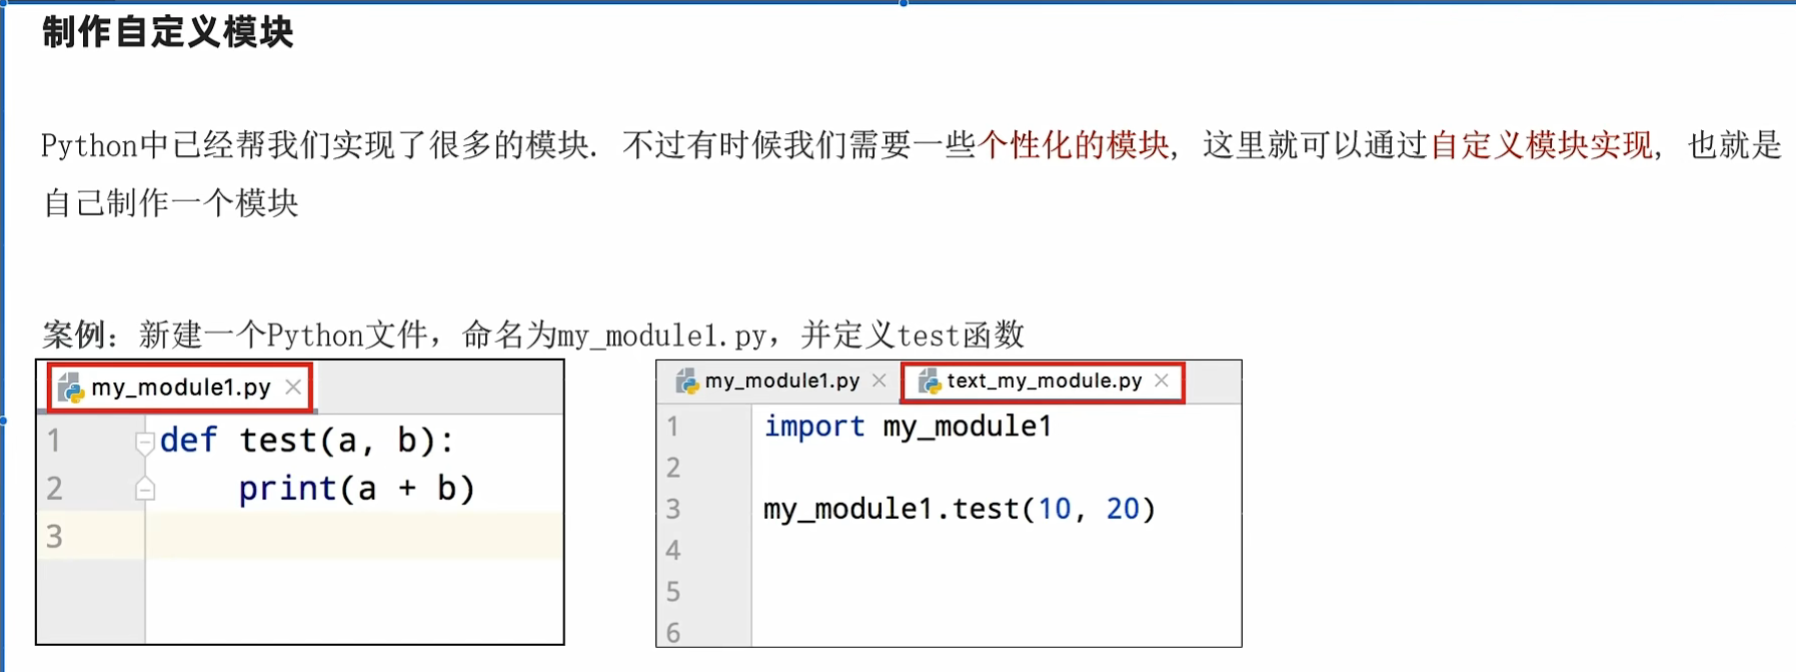 制作自定义模块
Python中已经帮我们实现了很多的模块. 不过有时候我们需要一些个性化的模块, 这里就可以通过自定义模块实现, 也就是
自己制作一个模块
案例：新建一个Python文件，命名为my_module1.py，并定义test函数
my_module1.py
1 def test(a, b):
2 print(a + b)
3
my_module1.py text_my_module.py
1 import my_module1
2
3 my_module1.test(10, 20)
4
5
6